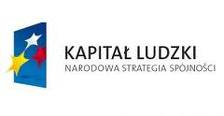 KAPITAŁ LUDZKI
NARODOWA STRATEGIA SPÓJNOŚCI